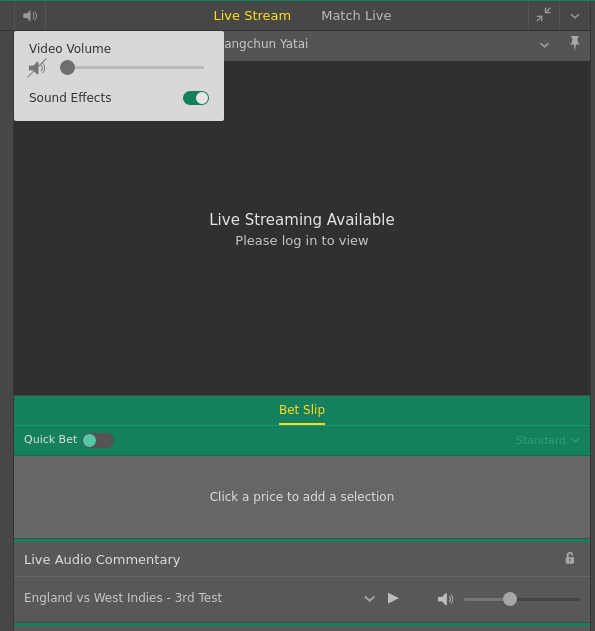 Live Stream Match Live
Video Volume
angchun Yatai
Sound Effects
Live Streaming Available
Please log in to view
Bet Slip
Quick Bet
Standard
Click a price to add a selection
Live Audio Commentary
England vs West Indies - 3rd Test